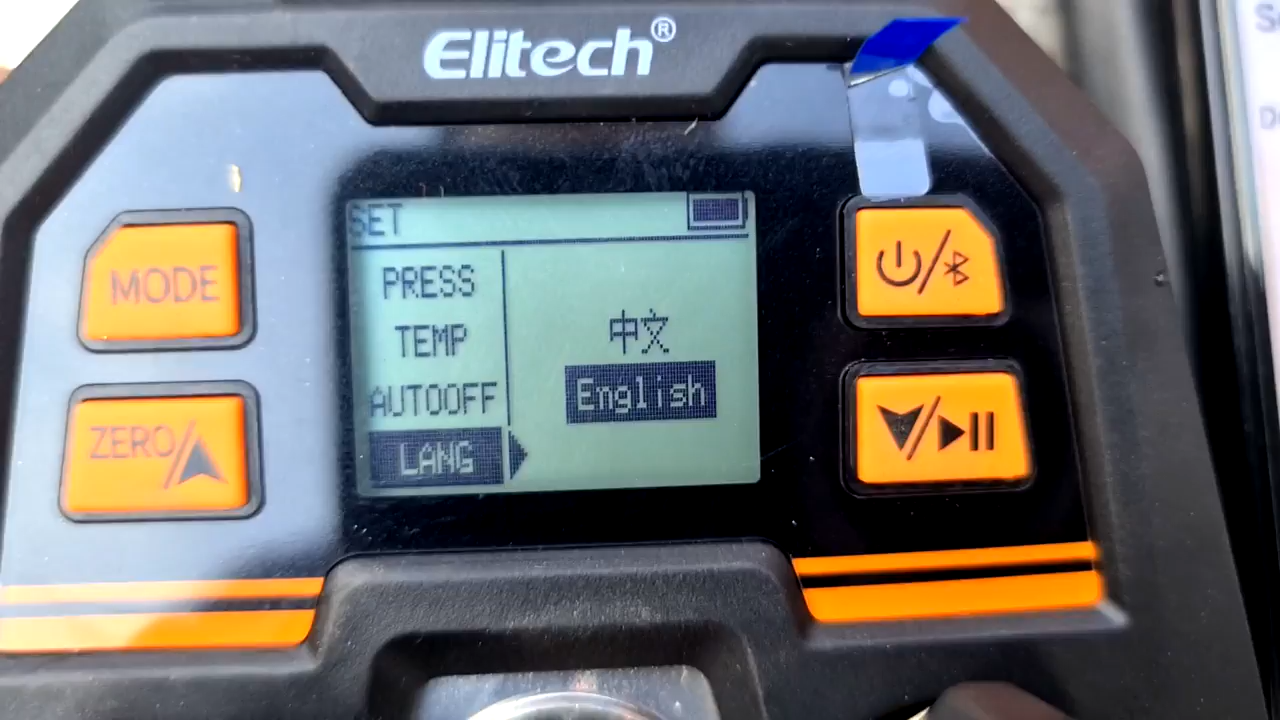 Elitech®
SET
MODE
PRESS
TEMP
中文
AUTOOFF
English
ZERO/
LANG